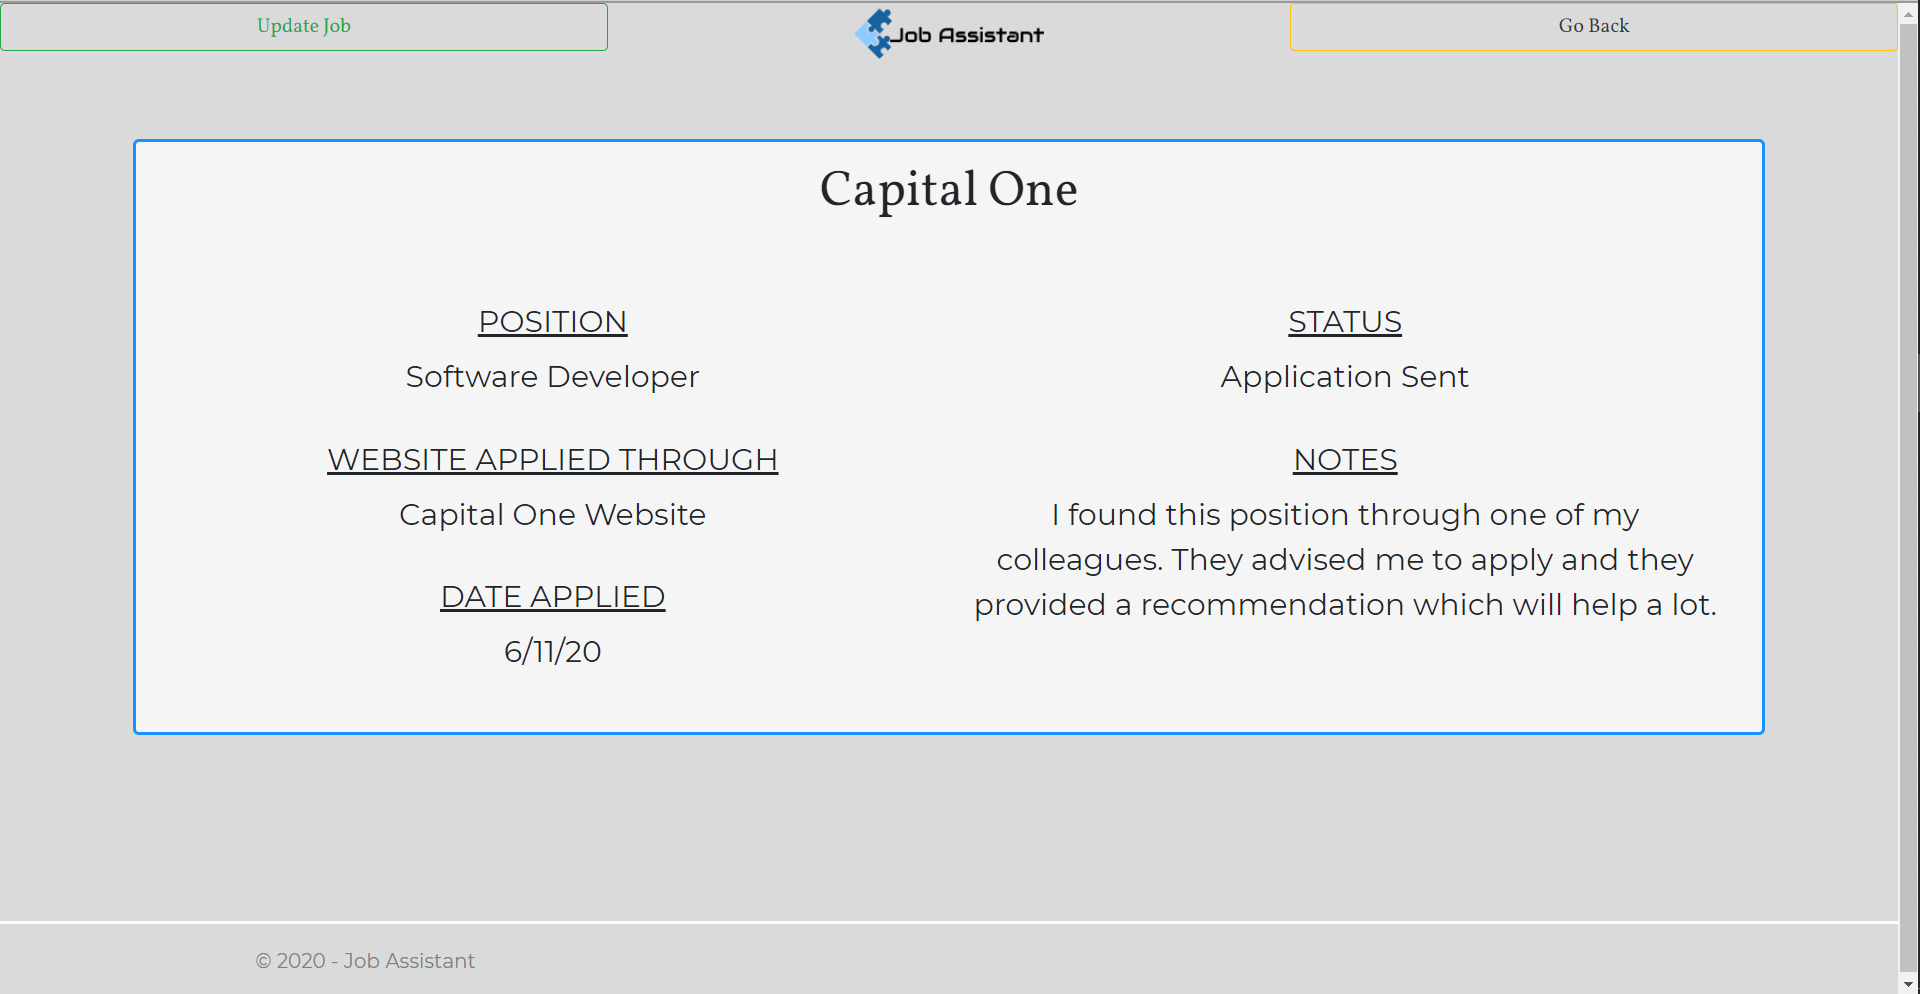 Update Job
Job Assistant
Go Back
Capital One
POSITION
Software Developer
WEBSITE APPLIED THROUGH
Capital One Website
DATE APPLIED
6/11/20
STATUS
Application Sent
NOTES
I found this position through one of my
colleagues. They advised me to apply and they
provided a recommendation which will help a lot.
© 2020 - Job Assistant